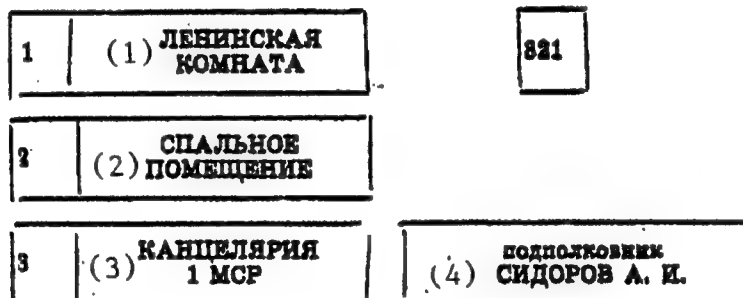 1 (1) ЛЕНИНСКАЯ
КОМНАТА
821
2 (2) СПАЛЬНОЕ
ПОМЕЩЕНИЕ
3 (3) КАНЦЕЛЯРИЯ
1 МСР
(4) подполковник
СИДОРОВ А. И.